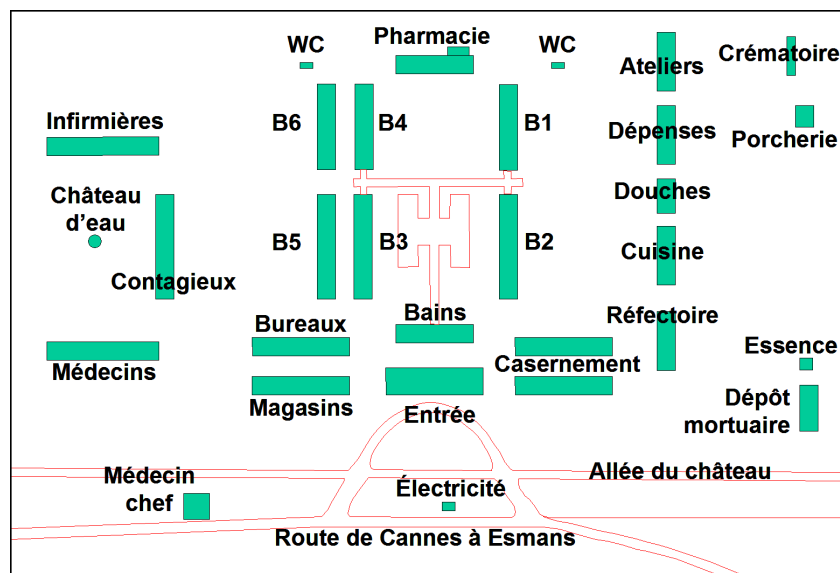 WC
Pharmacie
WC
Ateliers
Crématoire
Infirmières
B6
B4
B1
Dépenses
Porcherie
Château
d'eau
Douches
B5
B3
B2
Cuisine
Contagieux
Bains
Réfectoire
Bureaux
Casernement
Essence
Médecins
Magasins
Entrée
Dépôt
mortuaire
Médecin
chef
Électricité
Allée du château
Route de Cannes à Esmans